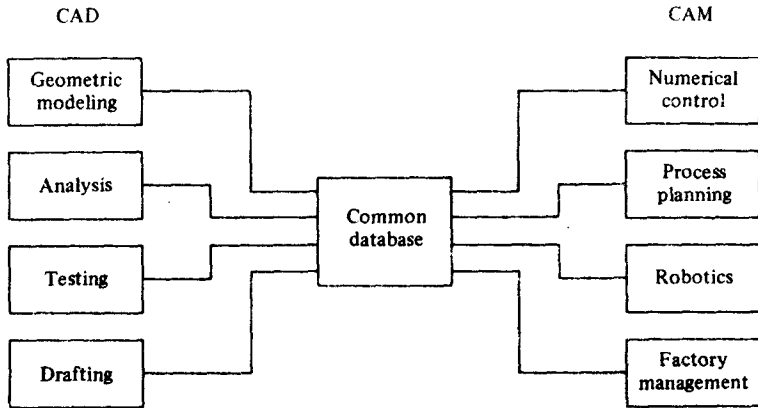 CAD
CAM
Geometric
modeling
Numerical
control
Analysis
Process
planning
Common
database
Testing
Robotics
Drafting
Factory
management